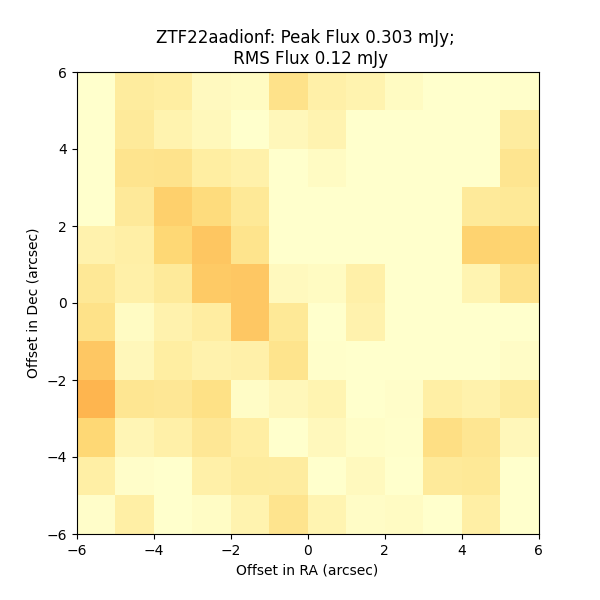 ZTF22aadionf: Peak Flux 0.303 mJy;
RMS Flux 0.12 mJy
6
4
2
0
−2
−4
−6
Offset in Dec (arcsec)
−6 −4 −2 0 2 4 6
Offset in RA (arcsec)